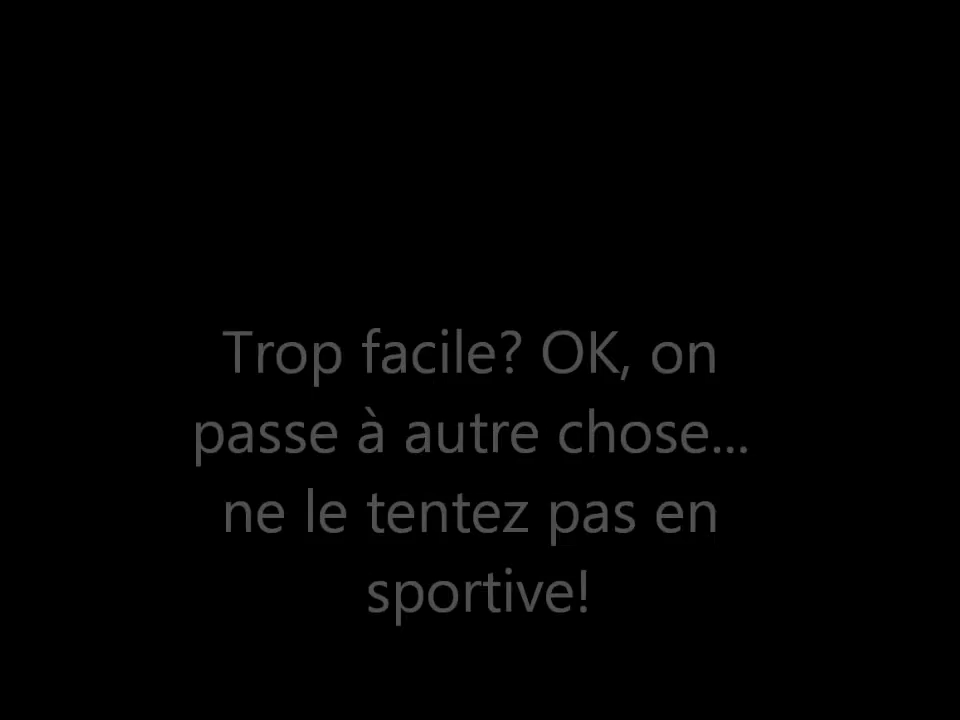 Trop facile? OK, on
passe à autre chose...
ne le tentez pas en
sportive!